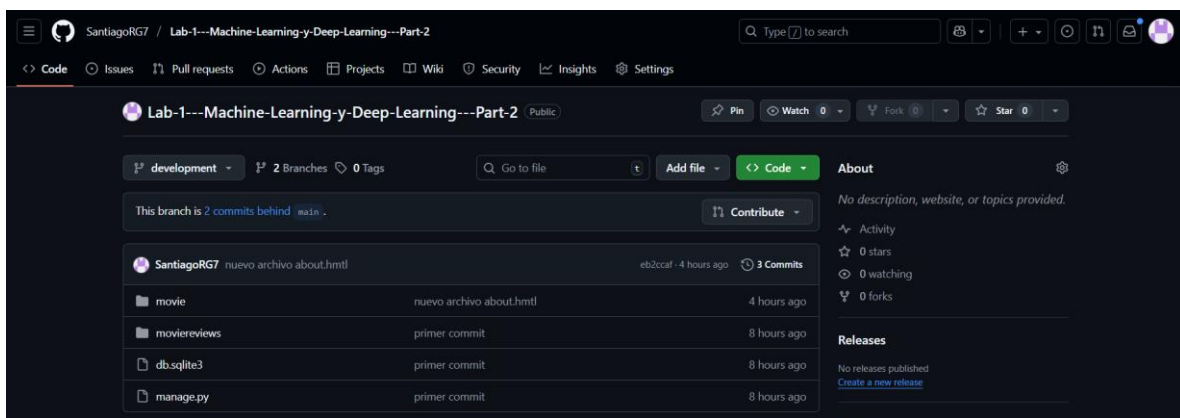 SantiagoRG7 / Lab-1---Machine-Learning-y-Deep-Learning---Part-2
Type / to search
Code Issues Pull requests Actions Projects Wiki Security Insights Settings
Lab-1---Machine-Learning-y-Deep-Learning---Part-2 Public
Pin Watch 0 Fork 0 Star 0
development 2 Branches 0 Tags Go to file t Add file Code
About
No description, website, or topics provided.
This branch is 2 commits behind main .
Contribute
Activity
0 stars
0 watching
0 forks
SantiagoRG7 nuevo archivo about.hmtl eb2ccaf · 4 hours ago 3 Commits
movie nuevo archivo about.hmtl 4 hours ago
moviereviews primer commit 8 hours ago
db.sqlite3 primer commit 8 hours ago
manage.py primer commit 8 hours ago
Releases
No releases published
Create a new release